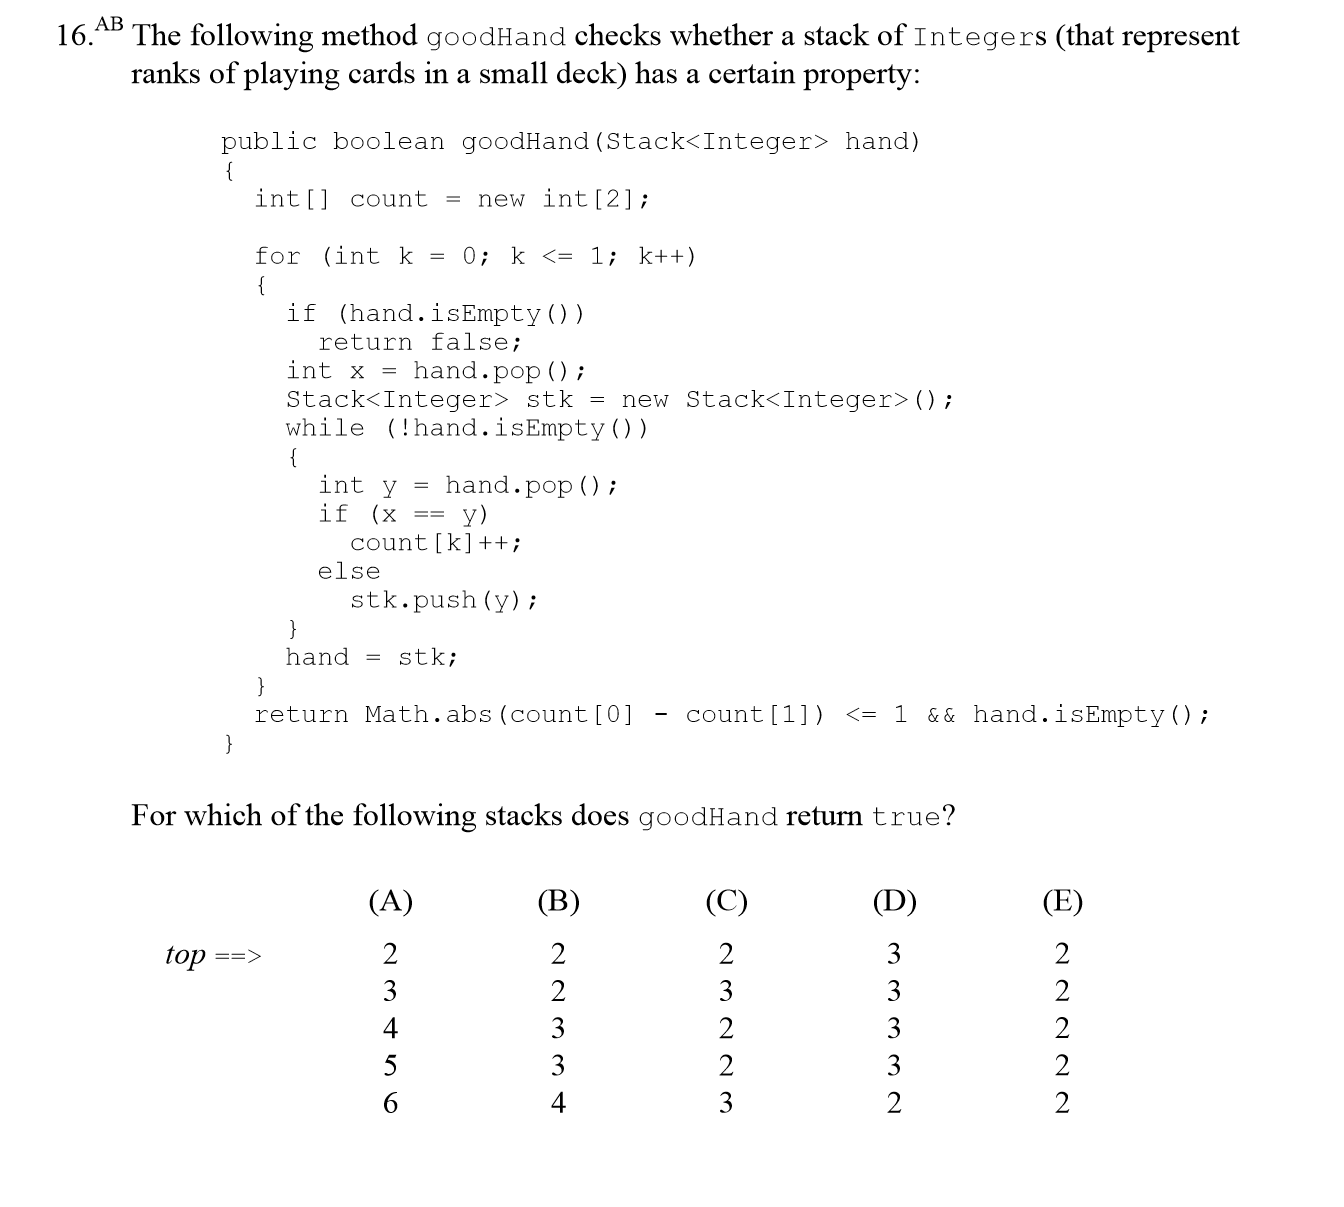 16.AB The following method goodHand checks whether a stack of Integers (that represent
ranks of playing cards in a small deck) has a certain property:
public boolean goodHand(Stack<Integer> hand)
{
  int[] count = new int[2];
  for (int k = 0; k <= 1; k++)
  {
    if (hand.isEmpty())
      return false;
    int x = hand.pop();
    Stack<Integer> stk = new Stack<Integer>();
    while (!hand.isEmpty())
    {
      int y = hand.pop();
      if (x == y)
        count[k]++;
      else
        stk.push(y);
    }
    hand = stk;
  }
  return Math.abs(count[0] - count[1]) <= 1 && hand.isEmpty();
}
For which of the following stacks does goodHand return true?
(A) (B) (C) (D) (E)
top ==> 2 2 2 3 2
3 2 3 3 2
4 3 2 3 2
5 3 2 3 2
6 4 3 2 2